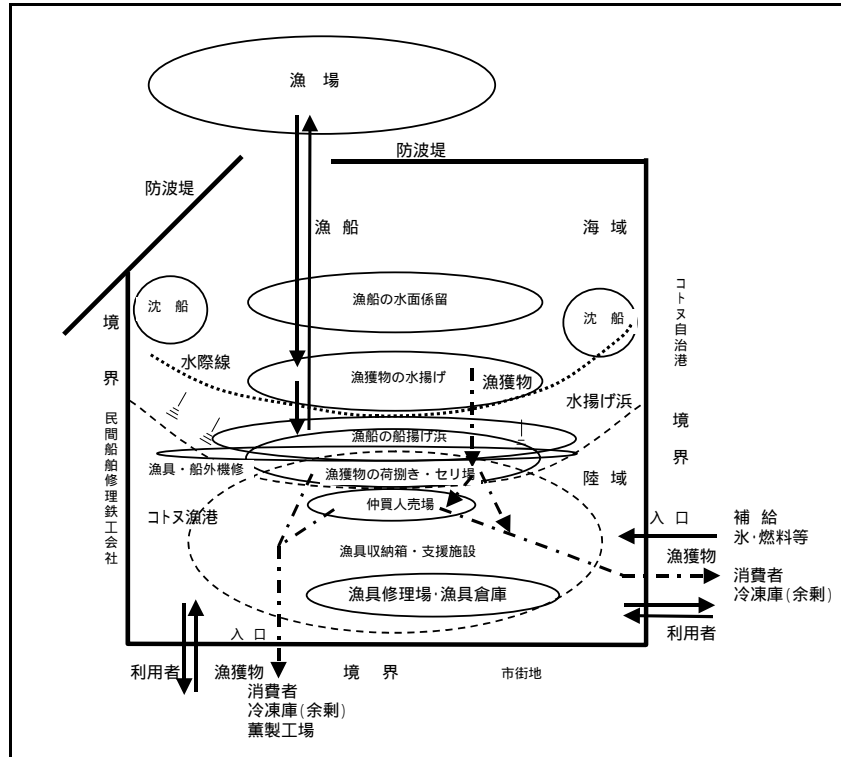 漁 場
防波堤
防波堤
漁 船
海 域
コトヌ自治港
沈 船
漁船の水面係留
沈 船
境 界
水際線
漁獲物の水揚げ
漁獲物
水揚げ浜
民間船舶修理鉄工会社
漁船の船揚げ浜
境 界
漁具・船外機修
漁獲物の荷捌き・セリ場
陸 域
仲買人売場
コトヌ漁港
入 口
補 給
氷・燃料等
漁具収納箱・支援施設
漁獲物
消費者
冷凍庫(余剰)
漁具修理場・漁具倉庫
利用者
入 口
利用者
漁獲物
境 界
市街地
消費者
冷凍庫(余剰)
薫製工場